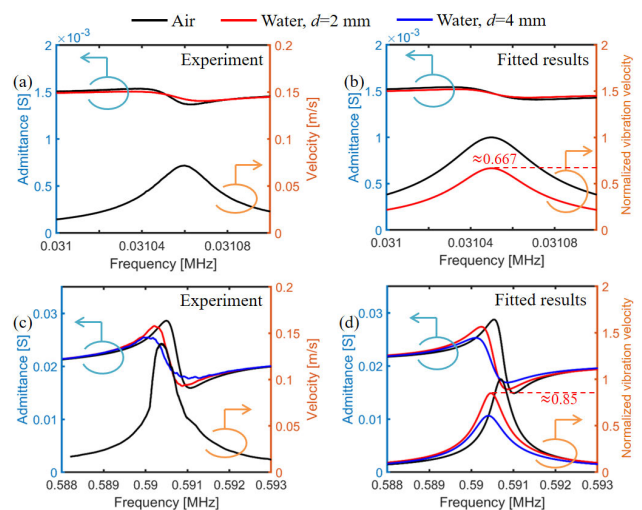 Air Water, d=2 mm Water, d=4 mm
(a) 2 ×10⁻³ Experiment 0.2
1.5 0.15
1 0.1
0.5 0.05
0 0
0.031 0.03104 0.03108
Admittance [S]
Velocity [m/s]
Frequency [MHz]
(b) 2 ×10⁻³ Fitted results 2
1.5 1.5
1 1
≈0.667
0.5 0.5
0 0
0.031 0.03104 0.03108
Admittance [S]
Normalized vibration velocity
Frequency [MHz]
(c) Experiment 0.2
0.03 0.15
0.02 0.1
0.01 0.05
0 0
0.588 0.589 0.59 0.591 0.592 0.593
Admittance [S]
Velocity [m/s]
Frequency [MHz]
(d) Fitted results 2
0.03 1.5
0.02 1
≈0.85
0.01 0.5
0 0
0.588 0.589 0.59 0.591 0.592 0.593
Admittance [S]
Normalized vibration velocity
Frequency [MHz]